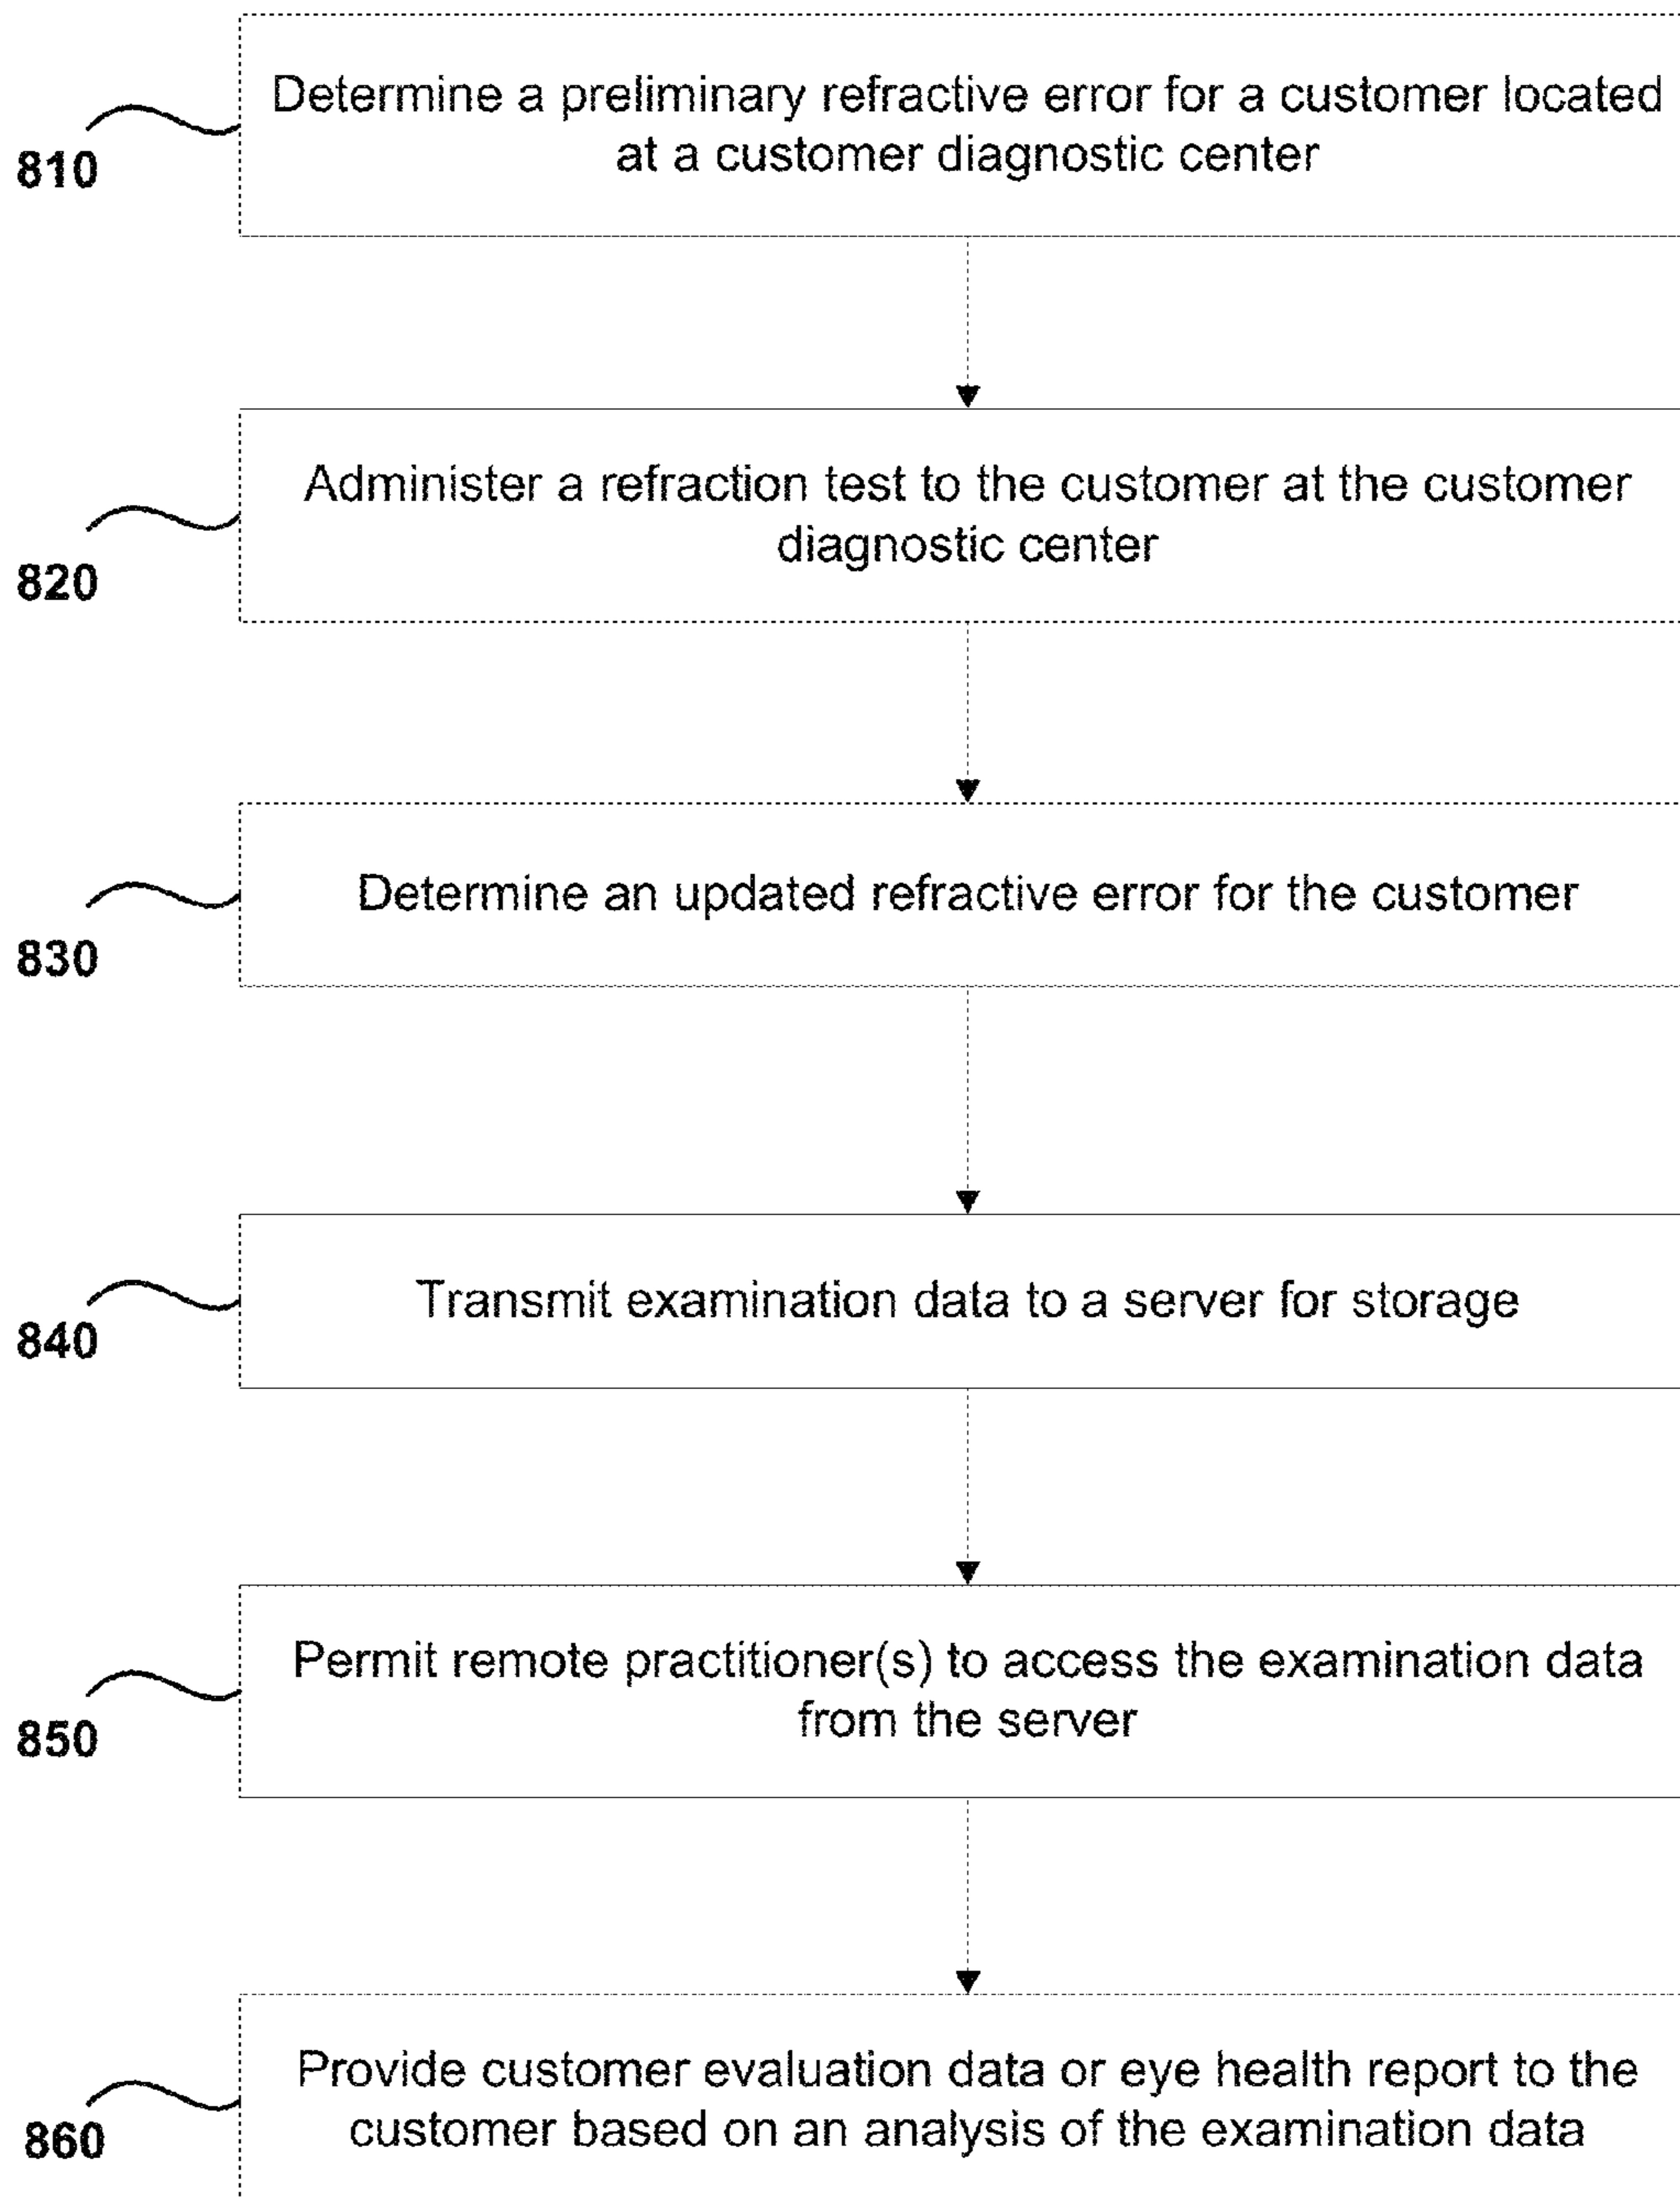 Determine a preliminary refractive error for a customer located
at a customer diagnostic center
810
Administer a refraction test to the customer at the customer
diagnostic center
820
Determine an updated refractive error for the customer
830
Transmit examination data to a server for storage
840
Permit remote practitioner(s) to access the examination data
from the server
850
Provide customer evaluation data or eye health report to the
customer based on an analysis of the examination data
860